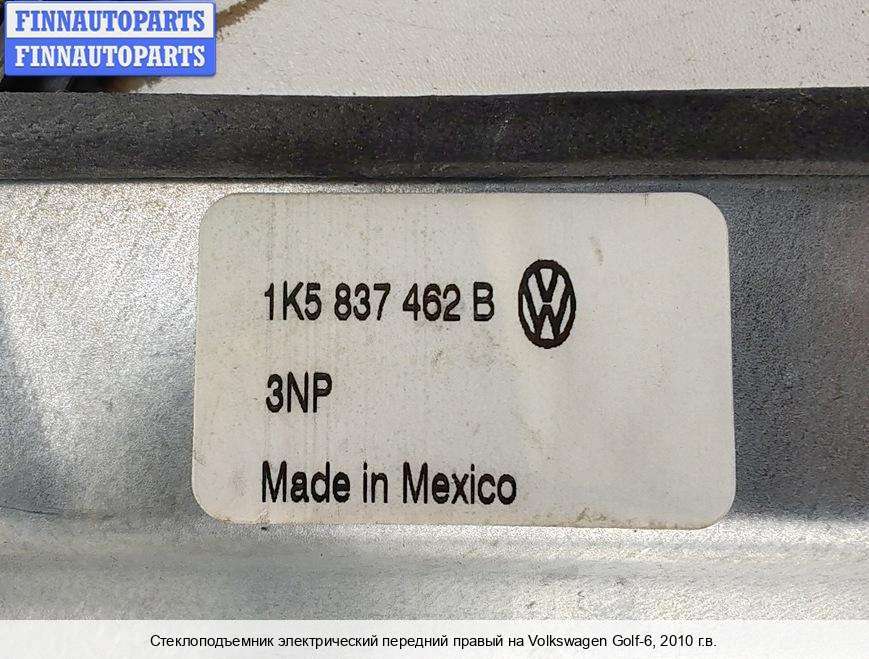 FINNAUTOPARTS
FINNAUTOPARTS
1K5 837 462 B
3NP
Made in Mexico
Стеклоподъемник электрический передний правый на Volkswagen Golf-6, 2010 г.в.